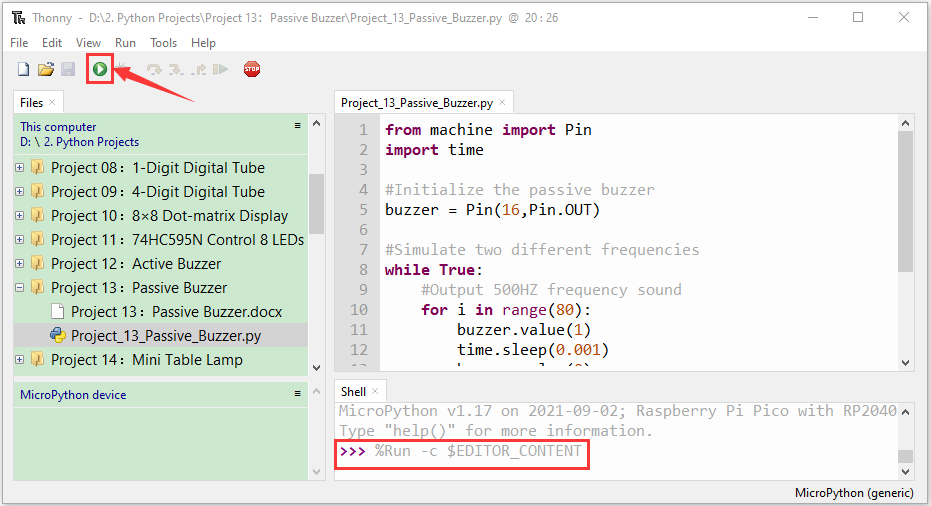 Thonny - D:\2. Python Projects\Project 13：Passive Buzzer\Project_13_Passive_Buzzer.py @ 20 : 26
File Edit View Run Tools Help
STOP
Files ×
This computer
D: \ 2. Python Projects
Project 08：1-Digit Digital Tube
Project 09：4-Digit Digital Tube
Project 10：8×8 Dot-matrix Display
Project 11：74HC595N Control 8 LEDs
Project 12：Active Buzzer
Project 13：Passive Buzzer
Project 13：Passive Buzzer.docx
Project_13_Passive_Buzzer.py
Project 14：Mini Table Lamp
MicroPython device
Project_13_Passive_Buzzer.py ×
1 from machine import Pin
2 import time
3
4 #Initialize the passive buzzer
5 buzzer = Pin(16,Pin.OUT)
6
7 #Simulate two different frequencies
8 while True:
9 #Output 500HZ frequency sound
10 for i in range(80):
11 buzzer.value(1)
12 time.sleep(0.001)
Shell ×
MicroPython v1.17 on 2021-09-02; Raspberry Pi Pico with RP2040
Type "help()" for more information.
>>> %Run -c $EDITOR_CONTENT
MicroPython (generic)